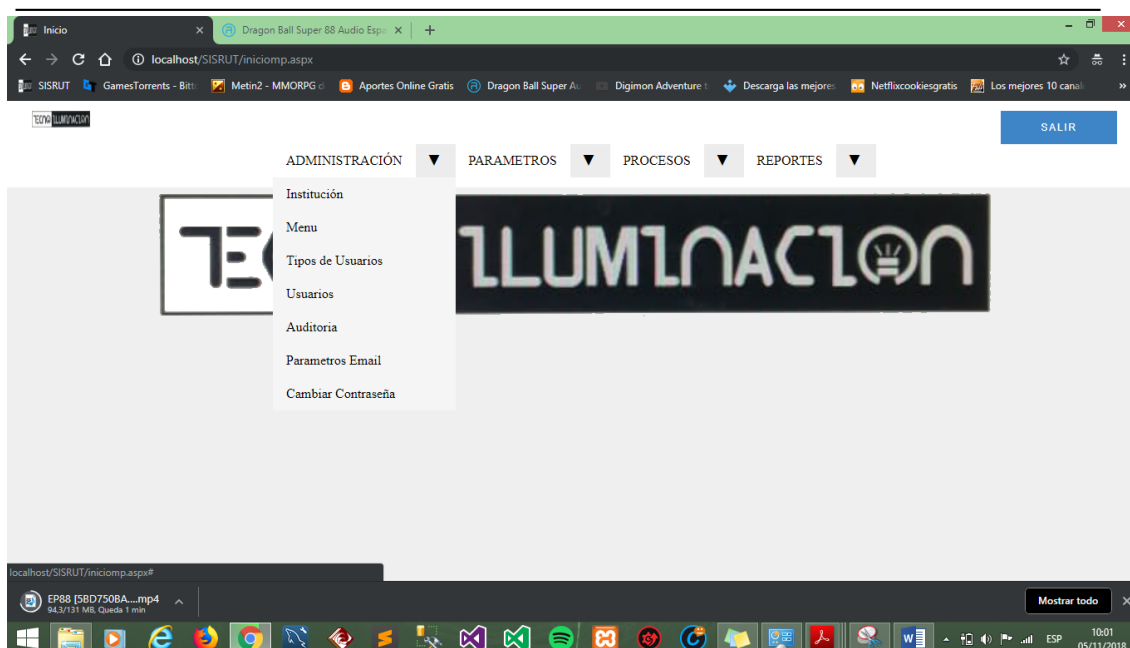 Inicio
Dragon Ball Super 88 Audio Espa
localhost/SISRUT/iniciomp.aspx
SISRUT
GamesTorrents - Bitt
Metin2 - MMORPG d
Aportes Online Gratis
Dragon Ball Super Au
Digimon Adventure t
Descarga las mejores
Netflixcookiesgratis
Los mejores 10 canal
»
ILUMINACION
SALIR
ADMINISTRACIÓN ▼ PARAMETROS ▼ PROCESOS ▼ REPORTES ▼
Institución
Menu
Tipos de Usuarios
Usuarios
Auditoria
Parametros Email
Cambiar Contraseña
ILUMINACION
localhost/SISRUT/iniciomp.aspx#
EP88 [5BD750BA....mp4
94,3/131 MB, Queda 1 min
Mostrar todo
ESP
10:01
05/11/2018